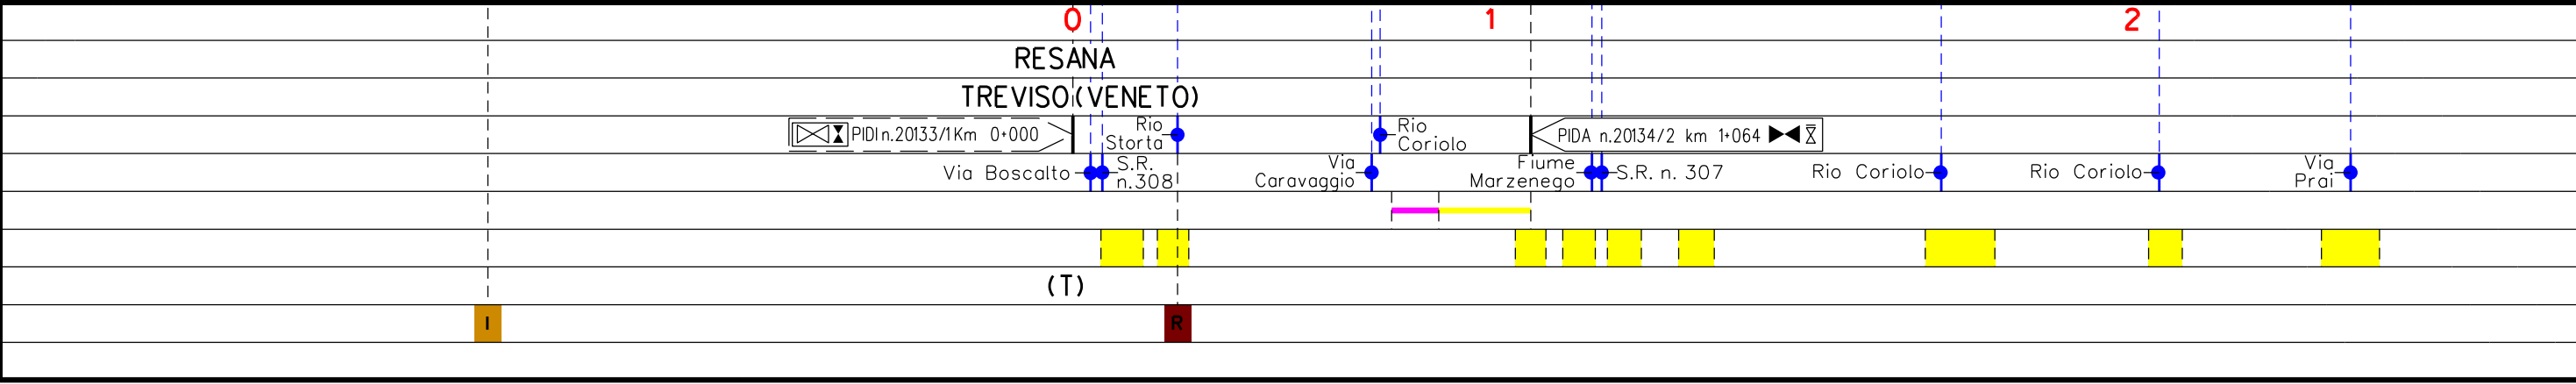 0 1 2
RESANA
TREVISO(VENETO)
PIDI n.20133/1Km 0+000
Rio
Storta
Rio
Coriolo
PIDA n.20134/2 km 1+064
Via Boscalto
S.R.
n.308
Via
Caravaggio
Fiume
Marzenego
S.R. n. 307
Rio Coriolo
Rio Coriolo
Via
Prai
(T)
I R